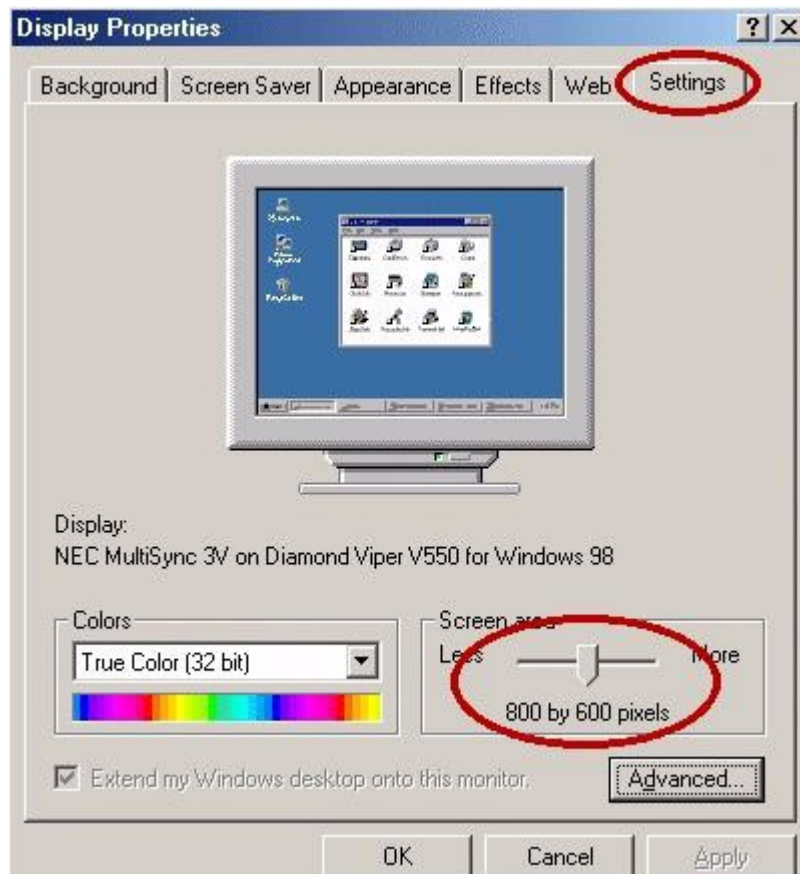 Display Properties
Background Screen Saver Appearance Effects Web Settings
Display:
NEC MultiSync 3V on Diamond Viper V550 for Windows 98
Colors
True Color (32 bit)
Screen area
Less More
800 by 600 pixels
Extend my Windows desktop onto this monitor.
Advanced...
OK Cancel Apply